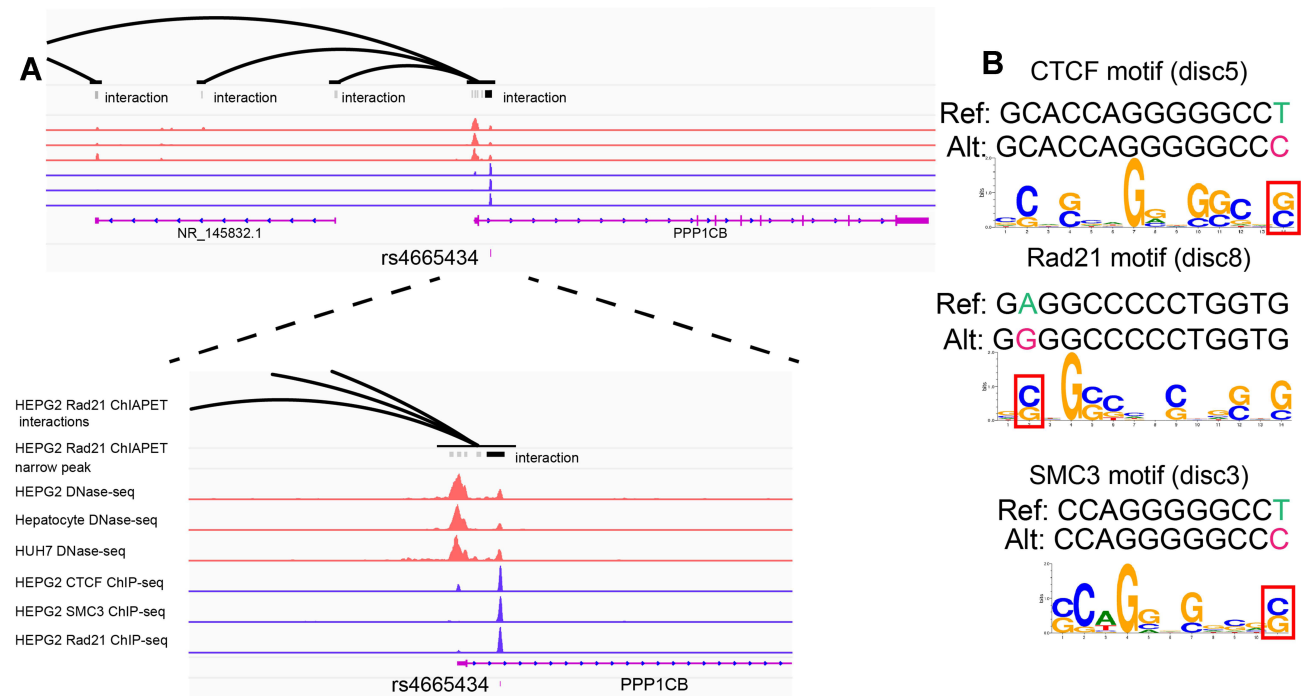 A
interaction interaction interaction interaction
NR_145832.1 PPP1CB
rs4665434
HEPG2 Rad21 ChIAPET
interactions
HEPG2 Rad21 ChIAPET
narrow peak
interaction
HEPG2 DNase-seq
Hepatocyte DNase-seq
HUH7 DNase-seq
HEPG2 CTCF ChIP-seq
HEPG2 SMC3 ChIP-seq
HEPG2 Rad21 ChIP-seq
rs4665434 PPP1CB
B
CTCF motif (disc5)
Ref: GCACCAGGGGGCCT
Alt: GCACCAGGGGGCCC
Rad21 motif (disc8)
Ref: GAGGCCCCCTGGTG
Alt: GGGGCCCCCTGGTG
SMC3 motif (disc3)
Ref: CCAGGGGGCCT
Alt: CCAGGGGGCCC